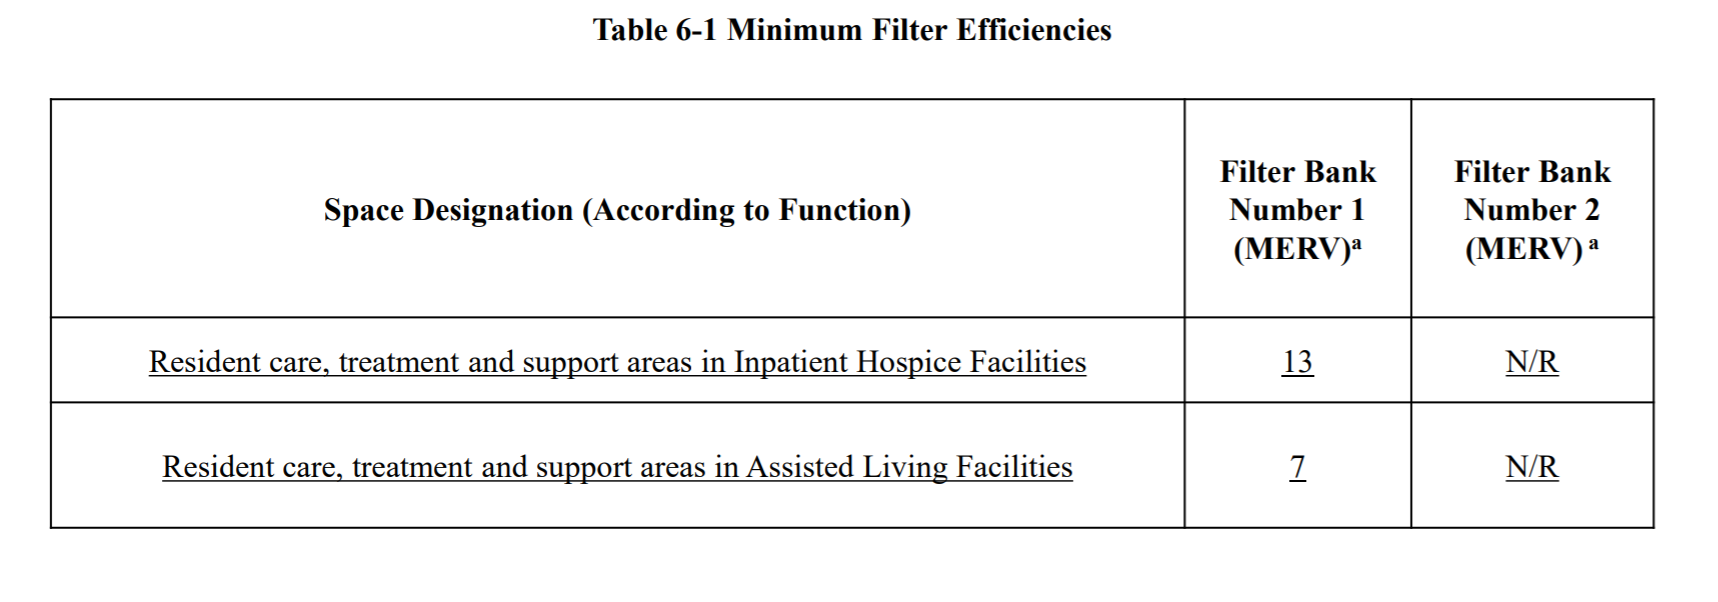 Table 6-1 Minimum Filter Efficiencies
Space Designation (According to Function)
Filter Bank
Number 1
(MERV)ᵃ
Filter Bank
Number 2
(MERV) ᵃ
Resident care, treatment and support areas in Inpatient Hospice Facilities
13
N/R
Resident care, treatment and support areas in Assisted Living Facilities
7
N/R